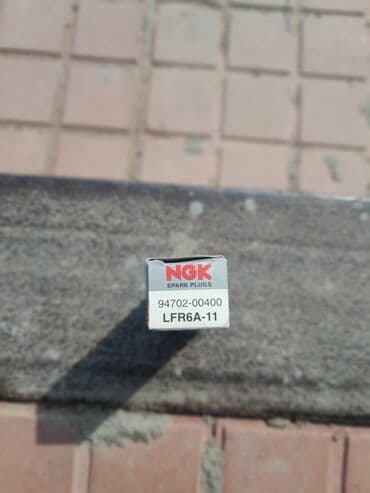 NGK
SPARK PLUGS
94702-00400
LFR6A-11